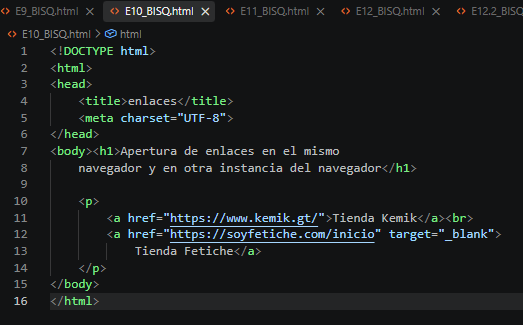 E9_BISQ.html E10_BISQ.html E11_BISQ.html E12_BISQ.html E12.2_BISQ
E10_BISQ.html > html
1 <!DOCTYPE html>
2 <html>
3 <head>
4 <title>enlaces</title>
5 <meta charset="UTF-8">
6 </head>
7 <body><h1>Apertura de enlaces en el mismo
8 navegador y en otra instancia del navegador</h1>
9
10 <p>
11 <a href="https://www.kemik.gt/">Tienda Kemik</a><br>
12 <a href="https://soyfetiche.com/inicio" target="_blank">
13 Tienda Fetiche</a>
14 </p>
15 </body>
16 </html>